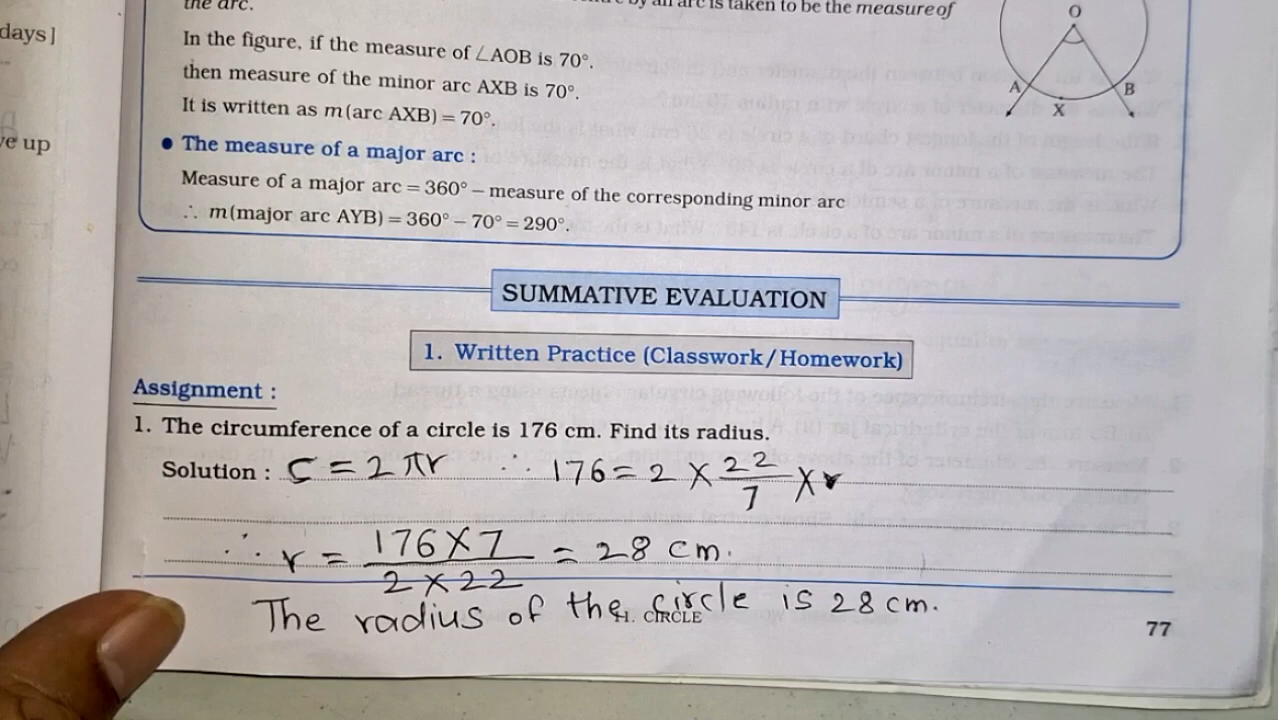 the arc.
by an arc is taken to be the measure of
days]
In the figure, if the measure of ∠AOB is 70°.
then measure of the minor arc AXB is 70°.
It is written as m(arc AXB) = 70°.
O
A
B
X
e up
• The measure of a major arc :
Measure of a major arc = 360° – measure of the corresponding minor arc
∴ m(major arc AYB) = 360° – 70° = 290°.
SUMMATIVE EVALUATION
1. Written Practice (Classwork/Homework)
Assignment :
1. The circumference of a circle is 176 cm. Find its radius.
Solution : C = 2πr ∴ 176 = 2 × 22/7 × r
∴ r = 176×7/2×22 = 28 cm.
The radius of the circle is 28 cm.
11. CIRCLE
77